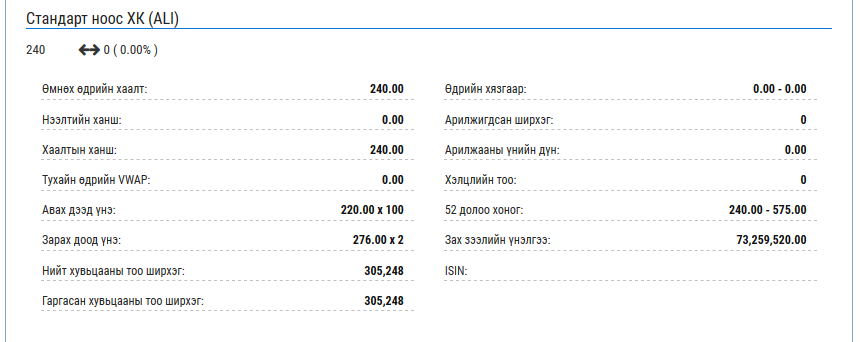 Стандарт ноос ХК (ALI)
240 0 ( 0.00% )
Өмнөх өдрийн хаалт: 240.00
Нээлтийн ханш: 0.00
Хаалтын ханш: 240.00
Тухайн өдрийн VWAP: 0.00
Авах дээд үнэ: 220.00 x 100
Зарах доод үнэ: 276.00 x 2
Нийт хувьцааны тоо ширхэг: 305,248
Гаргасан хувьцааны тоо ширхэг: 305,248
Өдрийн хязгаар: 0.00 - 0.00
Арилжигдсан ширхэг: 0
Арилжааны үнийн дүн: 0.00
Хэлцлийн тоо: 0
52 долоо хоног: 240.00 - 575.00
Зах зээлийн үнэлгээ: 73,259,520.00
ISIN: